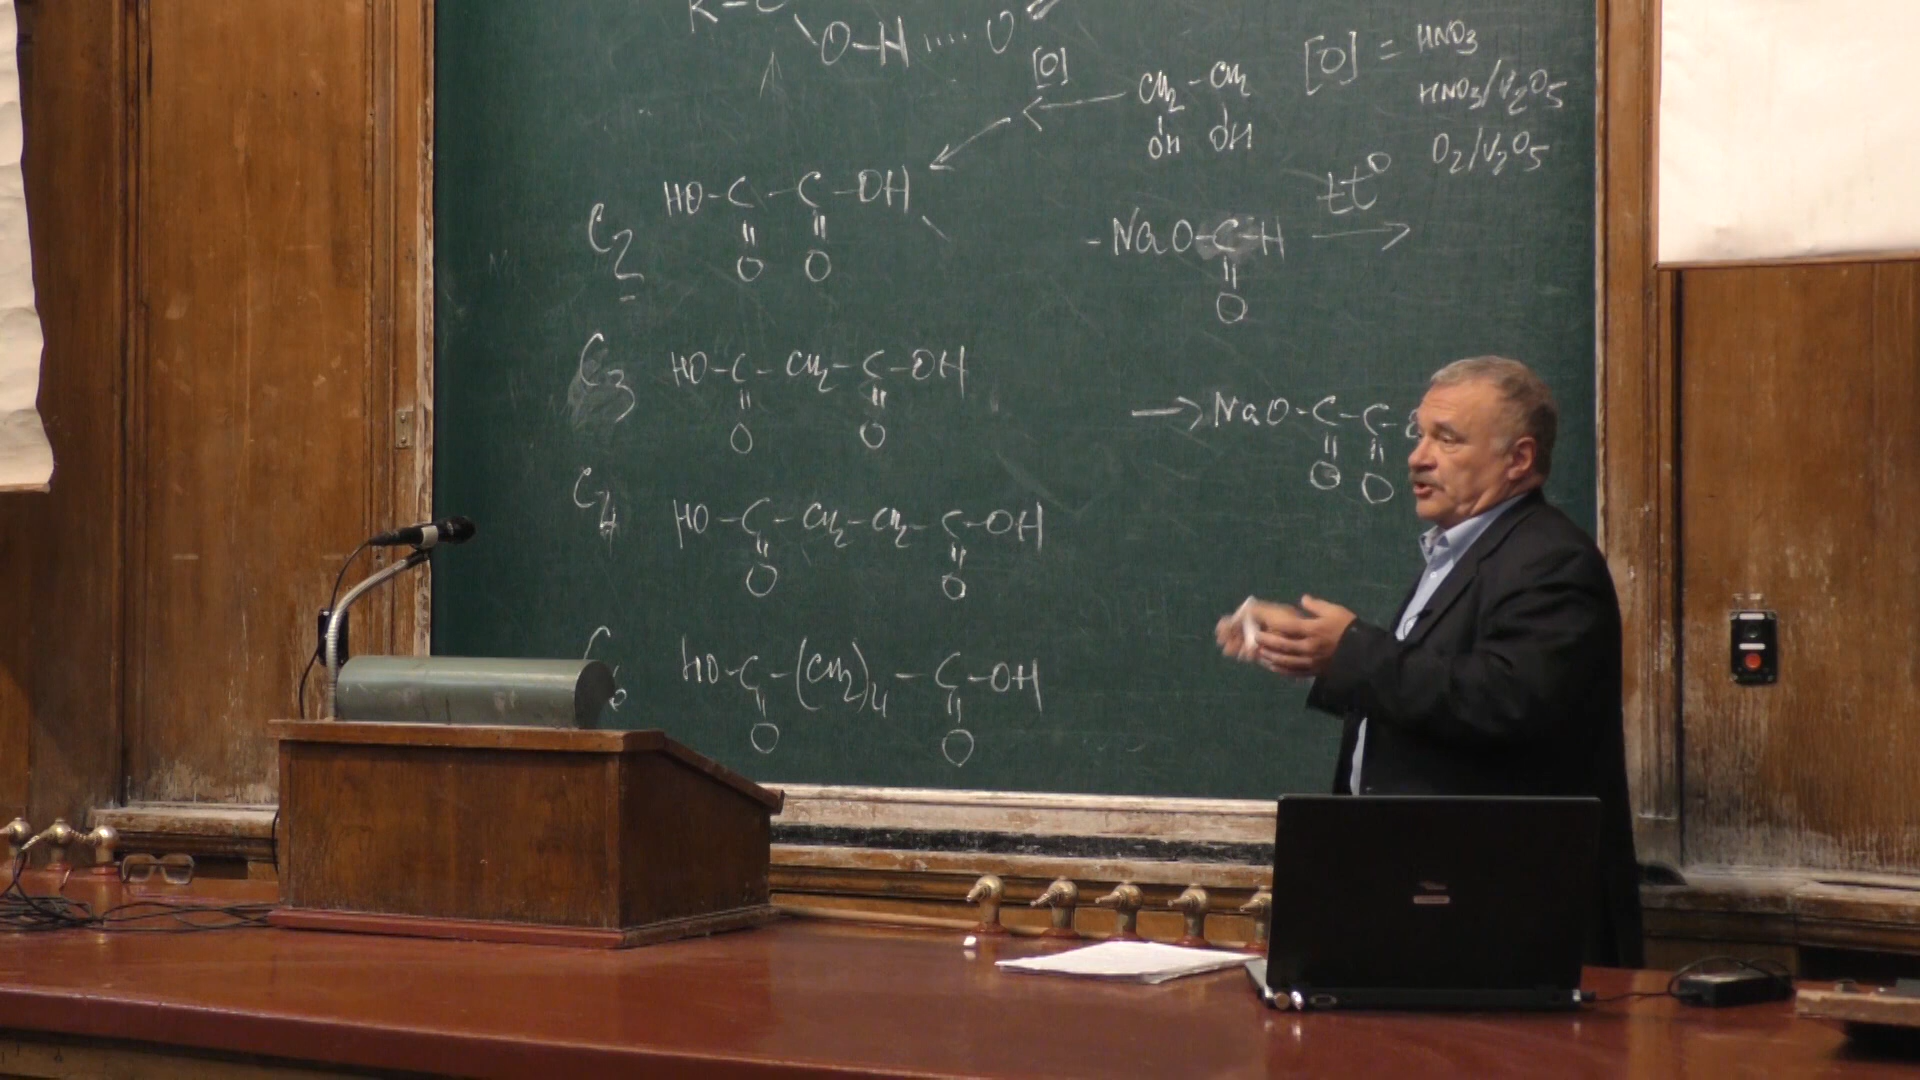 R–C
O–H ···· O
[O]
CH₂–CH₂
OH OH
[O] = HNO₃
HNO₃/V₂O₅
O₂/V₂O₅
C₂ HO–C–C–OH
O O
NaO–C–H tt° →
O
C₃ HO–C–CH₂–C–OH
O O
→ NaO–C–C–
O O
C₄ HO–C–CH₂–CH₂–C–OH
O O
HO–C–(CH₂)₄–C–OH
O O